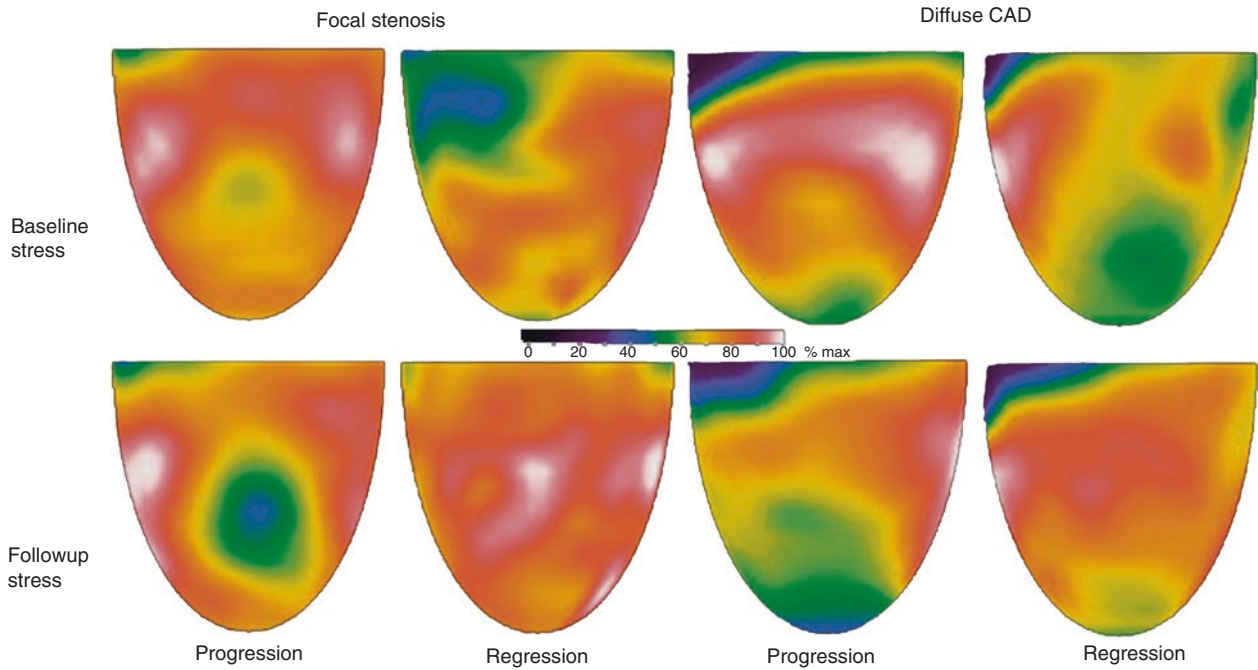 Focal stenosis
Diffuse CAD
Baseline
stress
0 20 40 60 80 100 % max
Followup
stress
Progression
Regression
Progression
Regression